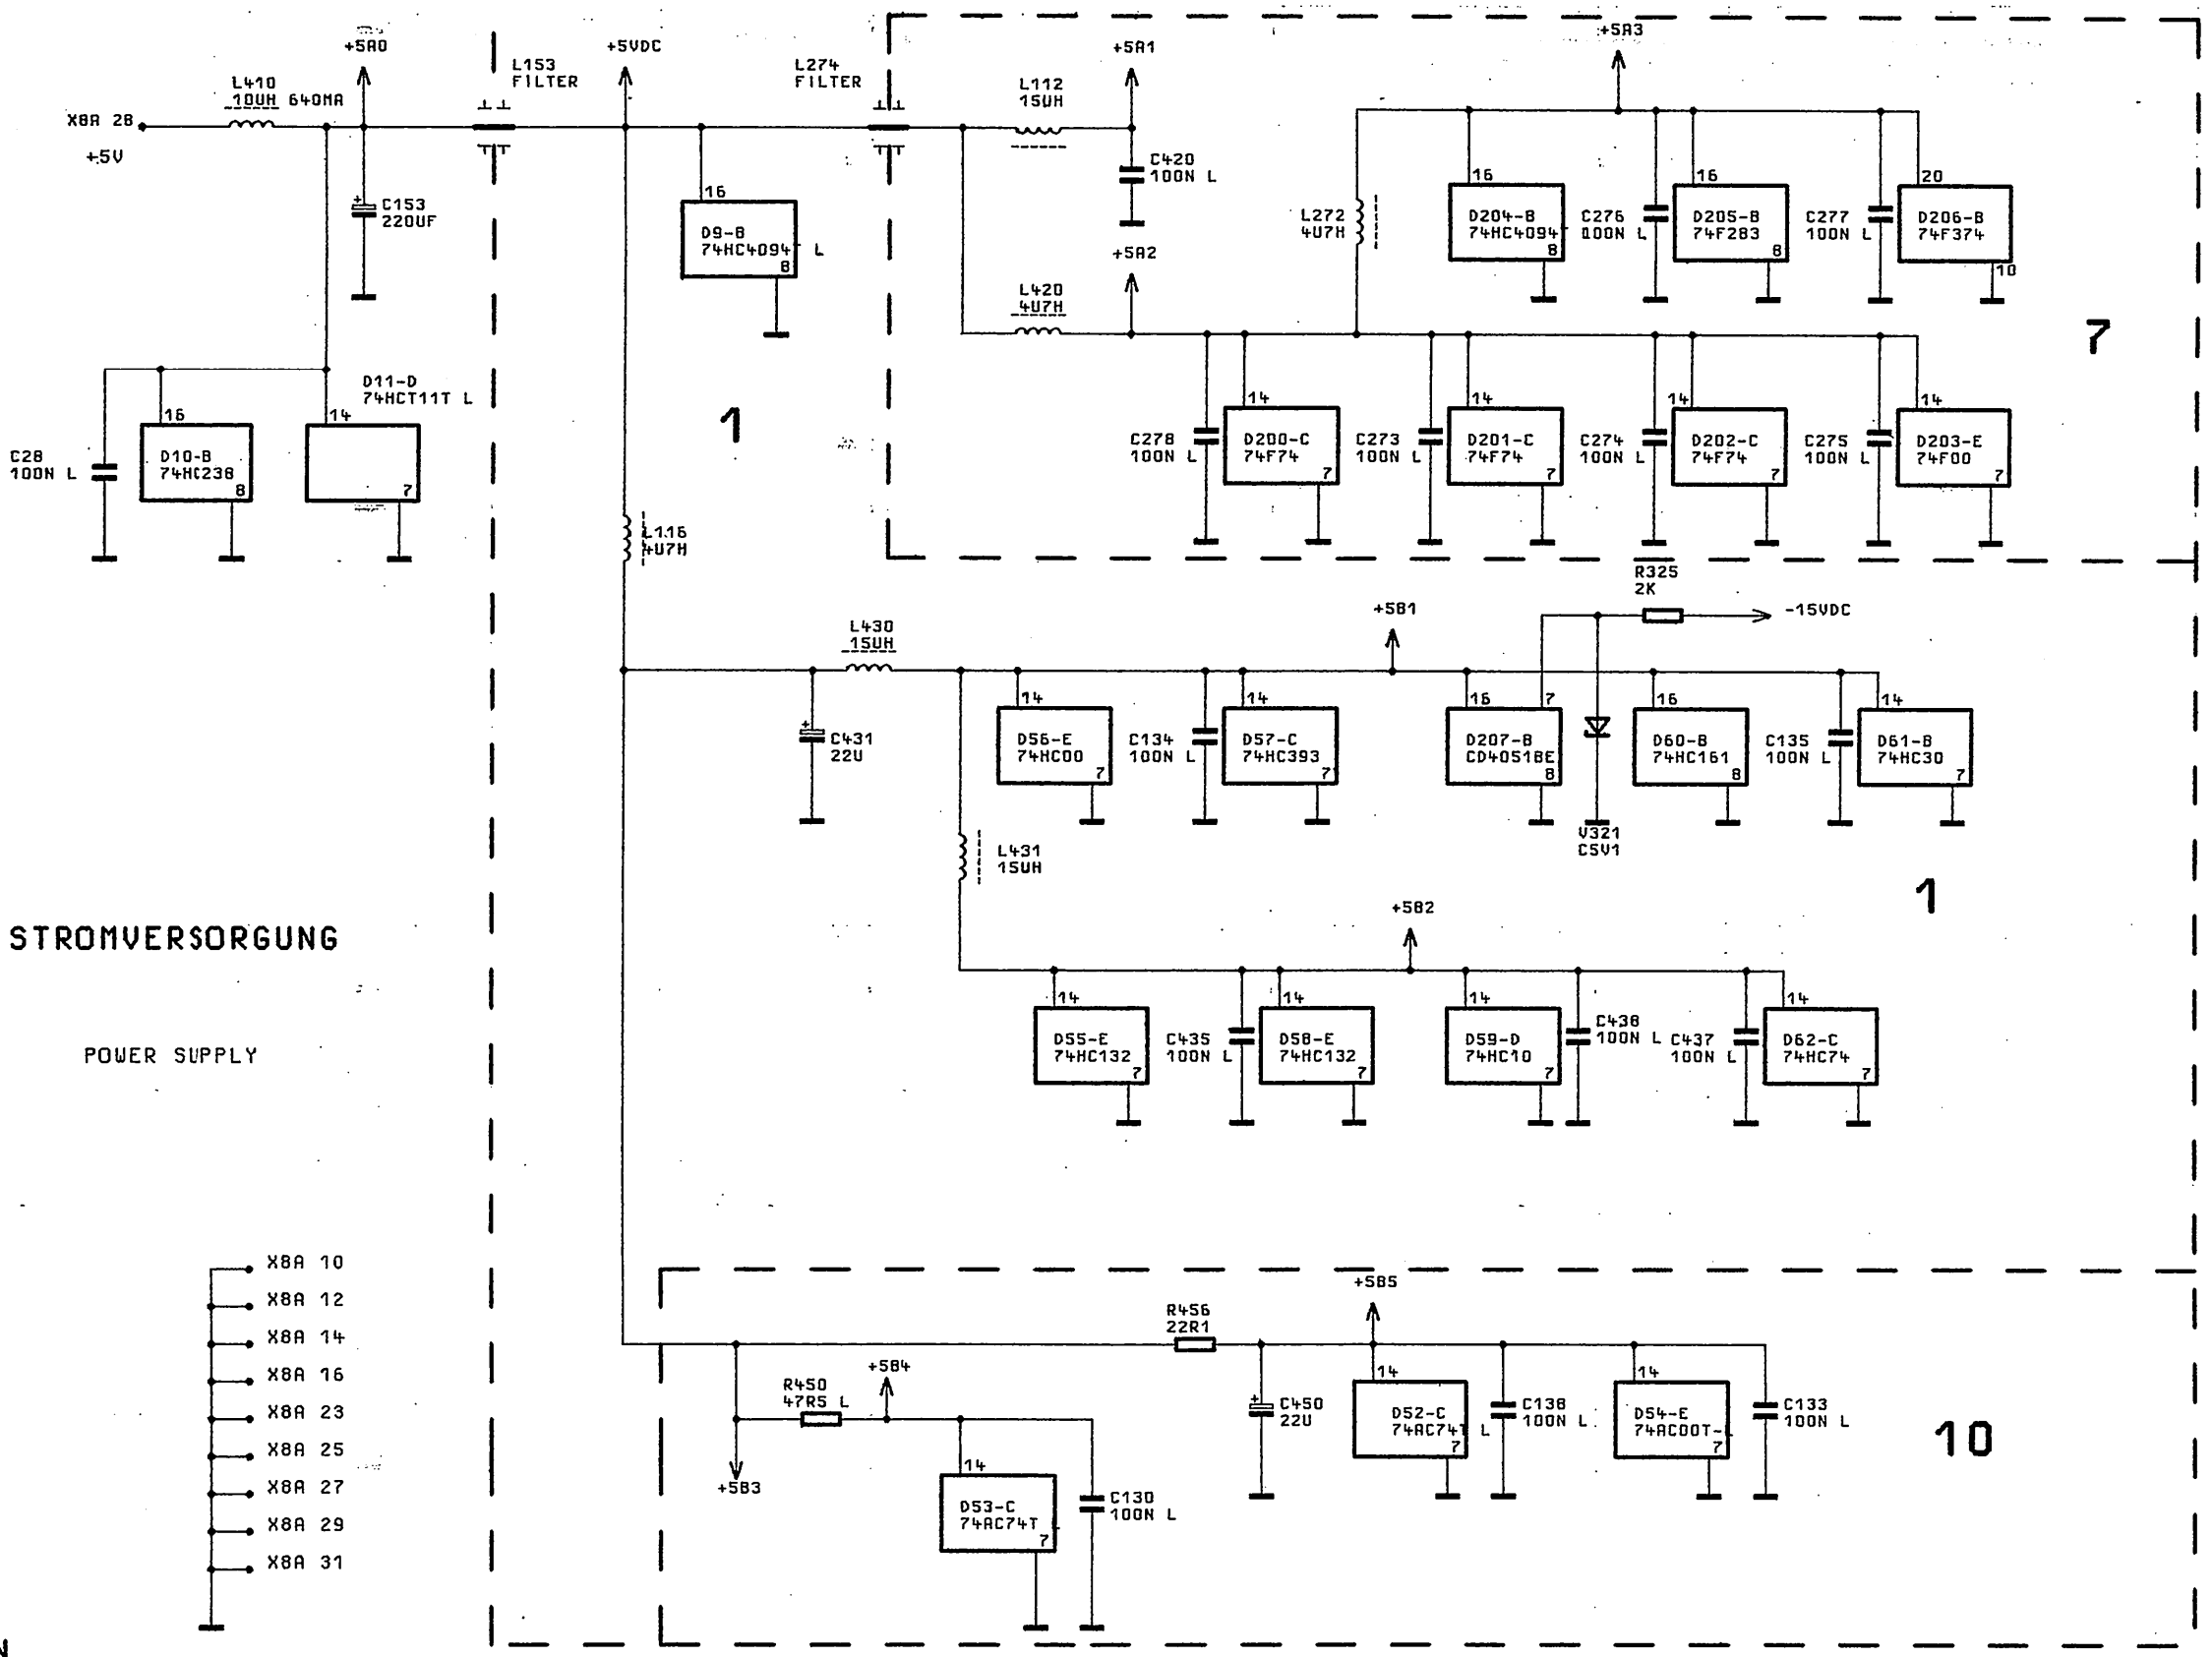 +5A0
L153
FILTER
+5VDC
L274
FILTER
+5A1
+5A3
L410
10UH 640MA
X8A 28
+5V
L112
15UH
C420
100N L
C153
220UF
16
D9-B
74HC4094 L
8
+5A2
L420
4U7H
L272
4U7H
16
D204-B
74HC4094
8
C276
100N L
16
D205-B
74F283
8
C277
100N L
20
D206-B
74F374
10
7
C28
100N L
16
D10-B
74HC238
8
D11-D
74HCT11T L
14
7
1
C278
100N L
14
D200-C
74F74
7
C273
100N L
14
D201-C
74F74
7
C274
100N L
14
D202-C
74F74
7
C275
100N L
14
D203-E
74F00
7
L116
4U7H
R325
2K
-15VDC
+5B1
L430
15UH
C431
22U
14
D56-E
74HC00
7
C134
100N L
14
D57-C
74HC393
7
16
7
D207-B
CD4051BE
8
V321
C5V1
16
D60-B
74HC161
8
C135
100N L
14
D61-B
74HC30
7
L431
15UH
1
STROMVERSORGUNG
+5B2
POWER SUPPLY
14
D55-E
74HC132
7
C435
100N L
14
D58-E
74HC132
7
14
D59-D
74HC10
7
C438
100N L
C437
100N L
14
D62-C
74HC74
7
X8A 10
X8A 12
X8A 14
X8A 16
X8A 23
X8A 25
X8A 27
X8A 29
X8A 31
+5B5
R456
22R1
+5B4
R450
47R5 L
+5B3
C450
22U
14
D52-C
74AC74T L
7
C138
100N L
14
D54-E
74AC00T-L
7
C133
100N L
10
14
D53-C
74AC74T
7
C130
100N L
N